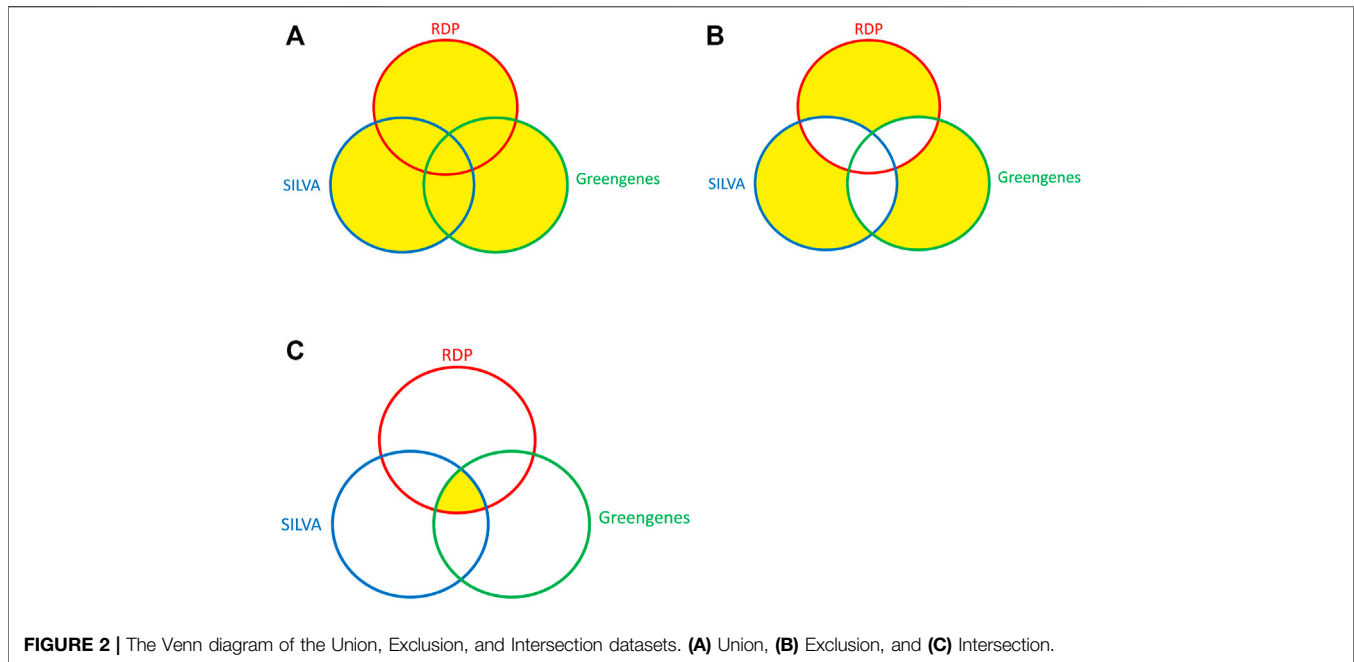 A
RDP
SILVA
Greengenes
B
RDP
SILVA
Greengenes
C
RDP
SILVA
Greengenes
FIGURE 2 | The Venn diagram of the Union, Exclusion, and Intersection datasets. (A) Union, (B) Exclusion, and (C) Intersection.